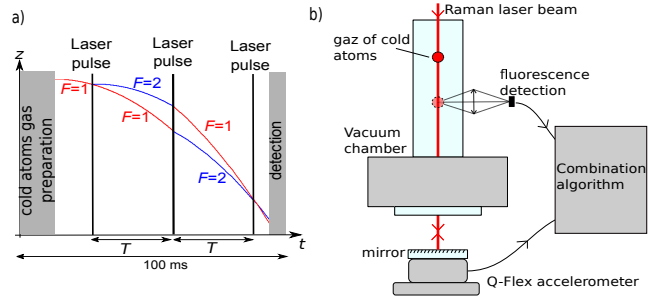 a)
z
Laser
pulse
Laser
pulse
Laser
pulse
cold atoms gas
preparation
F=1
F=2
F=1
F=1
F=2
detection
T
T
t
100 ms
b)
Raman laser beam
gaz of cold
atoms
fluorescence
detection
Vacuum
chamber
Combination
algorithm
mirror
Q-Flex accelerometer